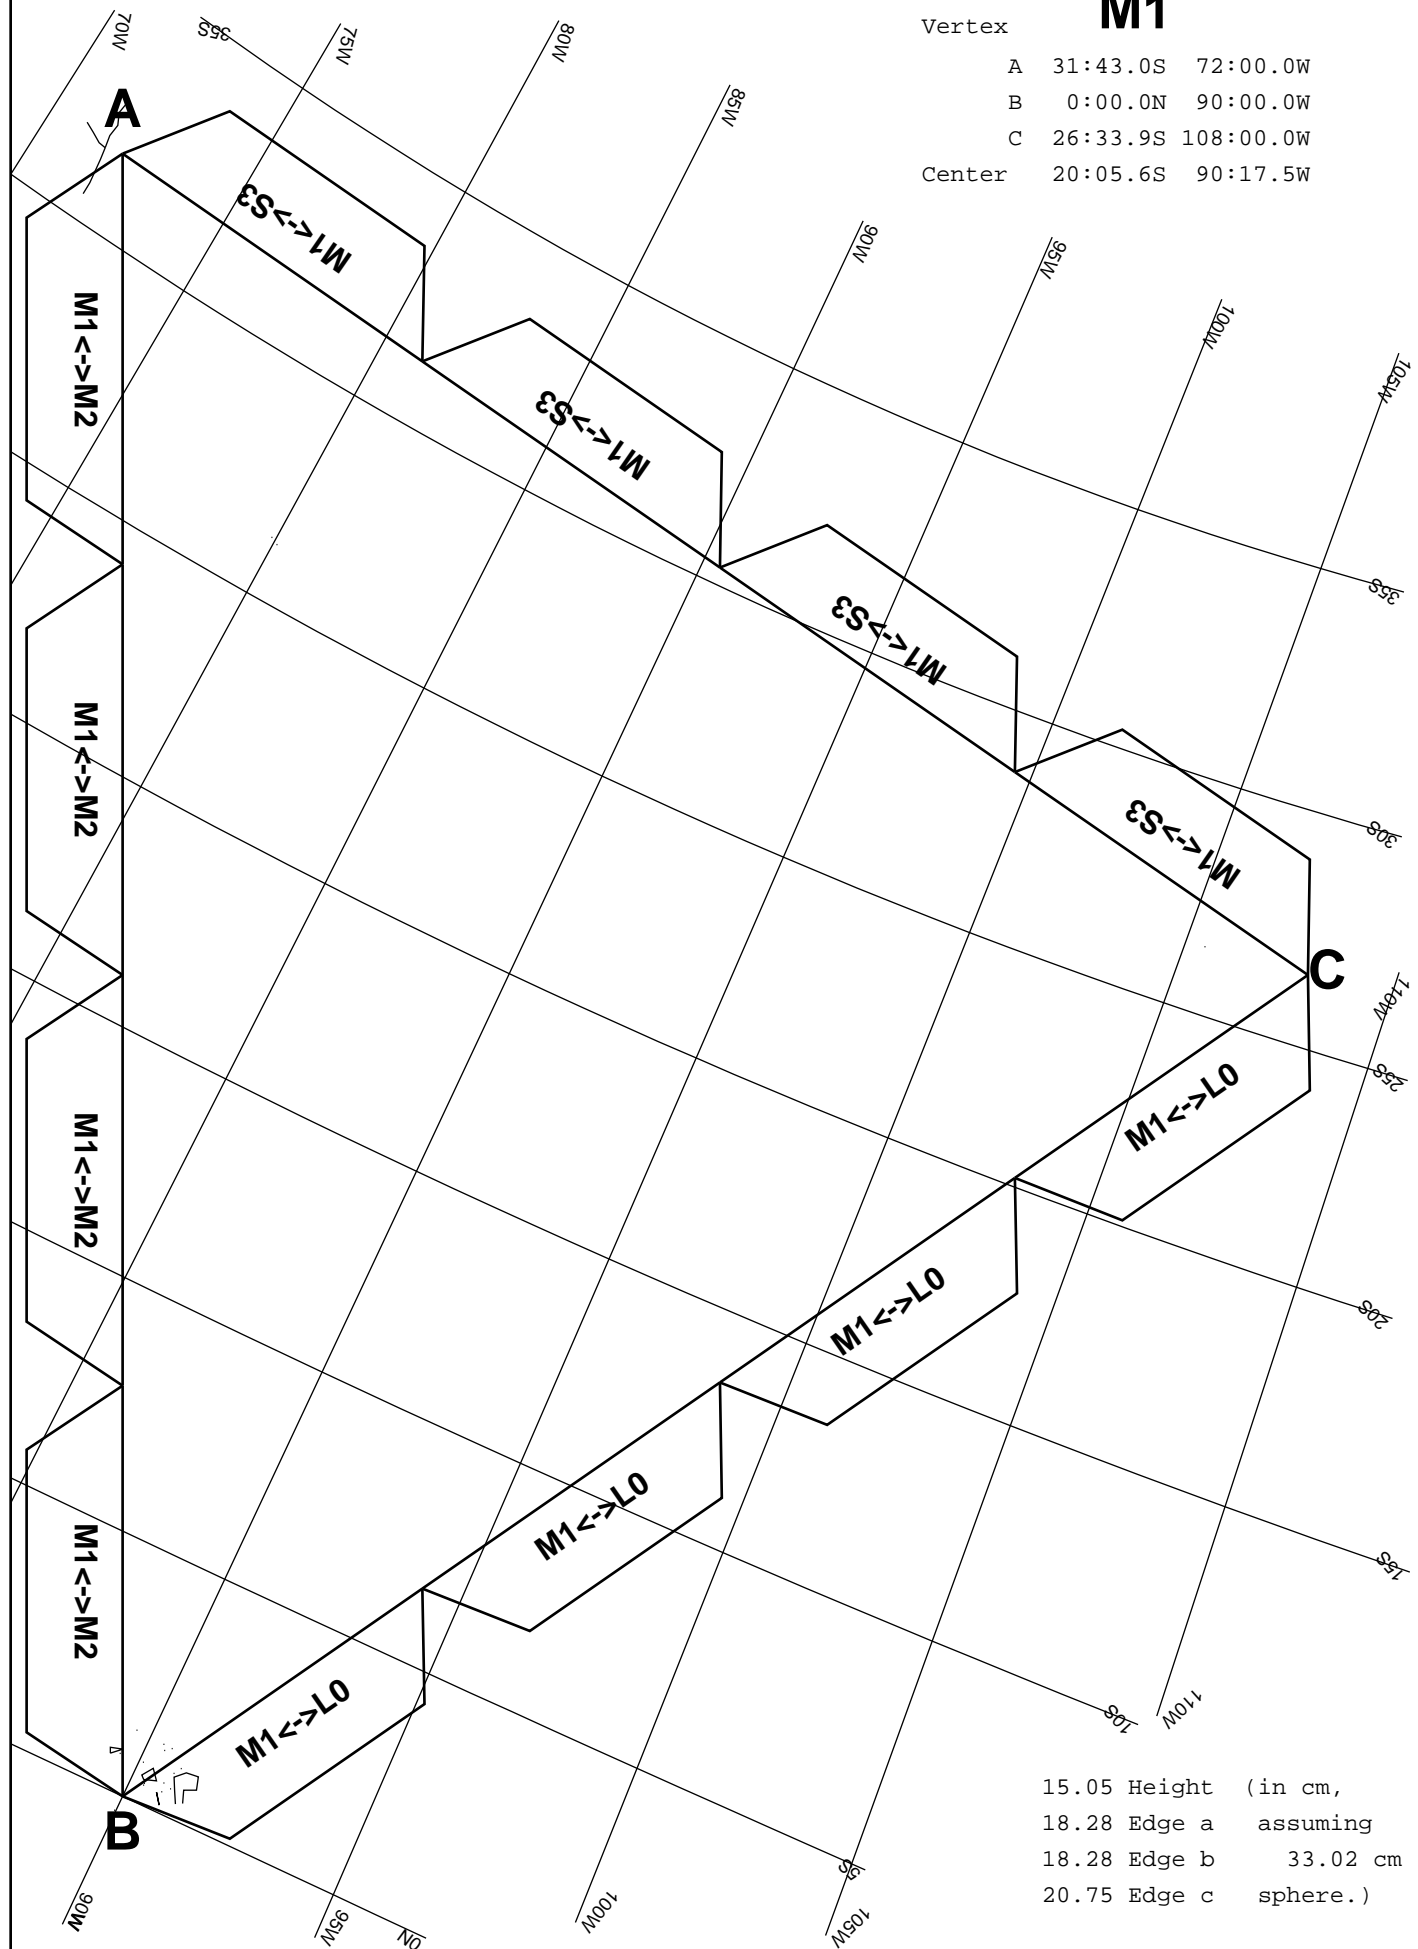 M1
Vertex
A 31:43.0S 72:00.0W
B 0:00.0N 90:00.0W
C 26:33.9S 108:00.0W
Center 20:05.6S 90:17.5W
70W
35S
75W
80W
85W
90W
95W
100W
105W
A
M1<->S3
M1<->S3
M1<->S3
M1<->S3
M1<->M2
M1<->M2
M1<->M2
M1<->M2
35S
30S
C
110W
25S
M1<->L0
M1<->L0
M1<->L0
M1<->L0
20S
15S
10S
110W
B
5S
90W
95W
0N
100W
105W
15.05 Height (in cm,
18.28 Edge a assuming
18.28 Edge b 33.02 cm
20.75 Edge c sphere.)